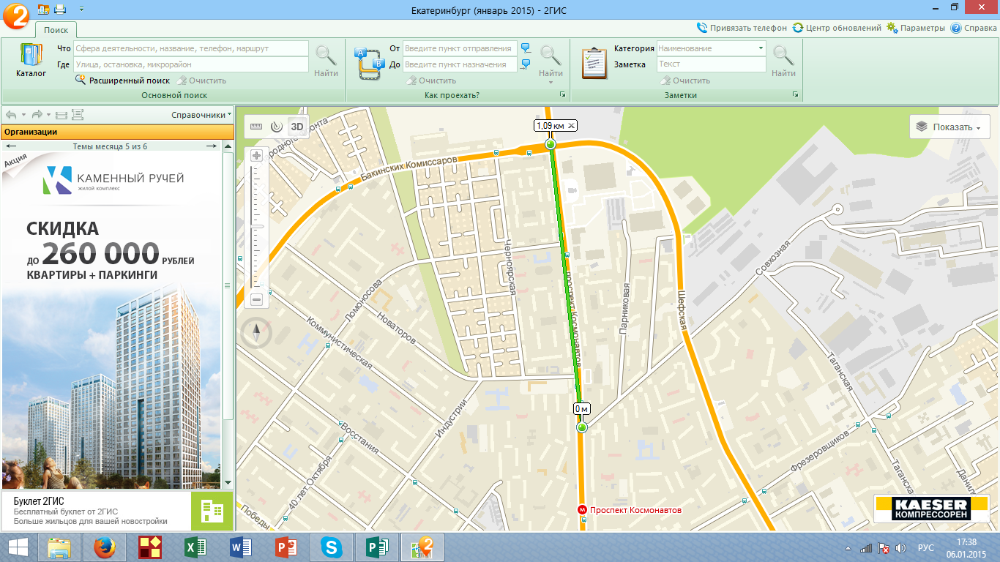 Екатеринбург (январь 2015) - 2ГИС
Поиск
Привязать телефон
Центр обновлений
Параметры
Справка
Каталог
Что
Сфера деятельности, название, телефон, маршрут
Где
Улица, остановка, микрорайон
Расширенный поиск
Очистить
Найти
Основной поиск
От
Введите пункт отправления
До
Введите пункт назначения
Очистить
Найти
Как проехать?
Категория
Наименование
Заметка
Текст
Очистить
Найти
Заметки
Справочники
Организации
Темы месяца 5 из 6
Акция
КАМЕННЫЙ РУЧЕЙ
жилой комплекс
СКИДКА
ДО 260 000 РУБЛЕЙ
КВАРТИРЫ + ПАРКИНГИ
Буклет 2ГИС
Бесплатный буклет от 2ГИС
Больше жильцов для вашей новостройки
3D
1,09 км
Показать
Бакинских Комиссаров
Черноярская
проспект Космонавтов
Ломоносова
Новаторов
Коммунистическая
Парниковая
Шефская
Совхозная
Таганская
0 м
Индустрии
Восстания
40 лет Октября
Победы
Фрезеровщиков
Таганск
Данил
Проспект Космонавтов
KAESER
КОМПРЕССОРЕН
РУС
17:38
06.01.2015